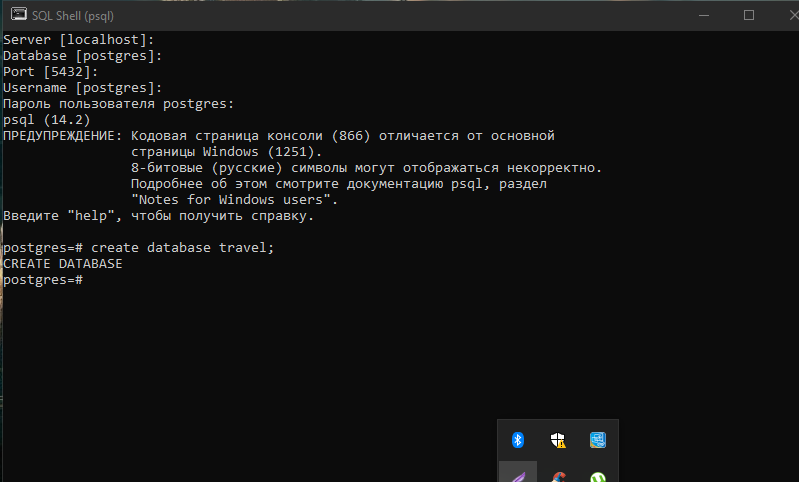 SQL Shell (psql)
Server [localhost]:
Database [postgres]:
Port [5432]:
Username [postgres]:
Пароль пользователя postgres:
psql (14.2)
ПРЕДУПРЕЖДЕНИЕ: Кодовая страница консоли (866) отличается от основной
страницы Windows (1251).
8-битовые (русские) символы могут отображаться некорректно.
Подробнее об этом смотрите документацию psql, раздел
"Notes for Windows users".
Введите "help", чтобы получить справку.
postgres=# create database travel;
CREATE DATABASE
postgres=#